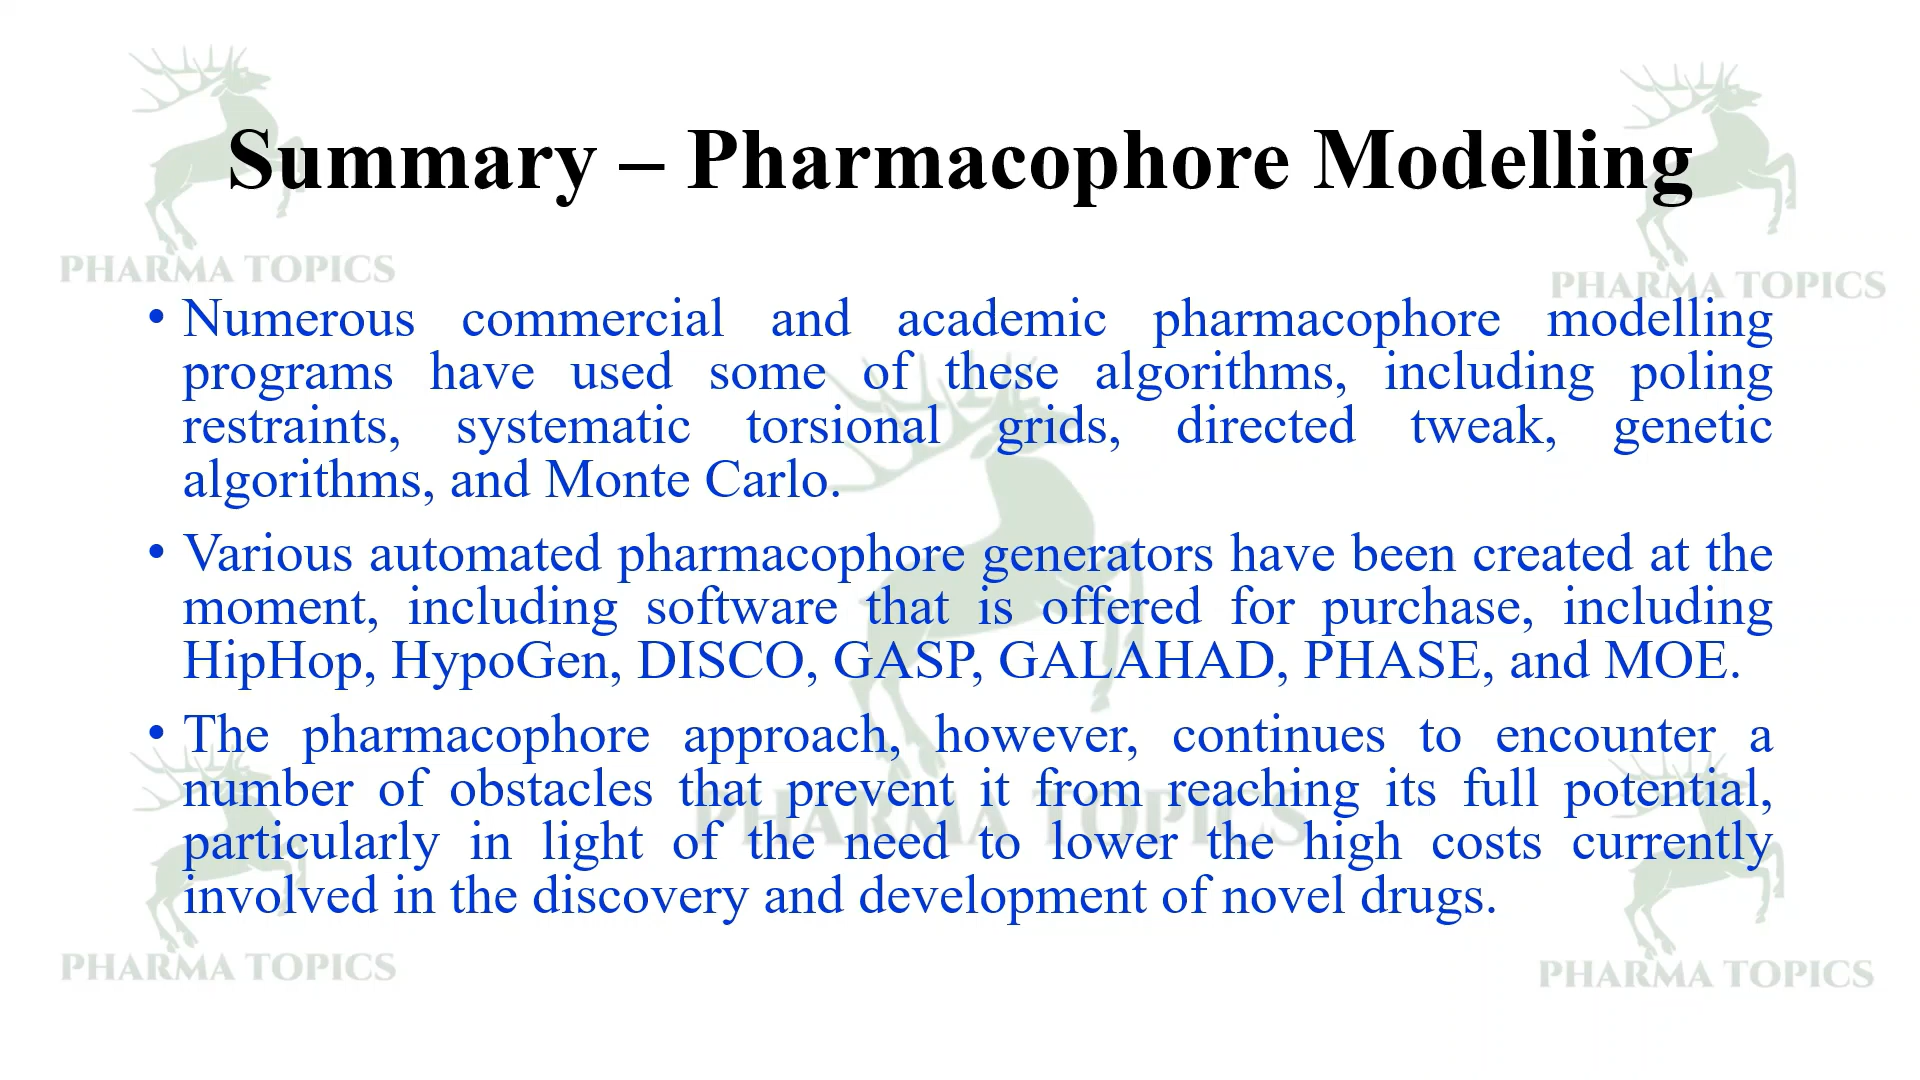 Summary – Pharmacophore Modelling
PHARMA TOPICS
PHARMA TOPICS
• Numerous commercial and academic pharmacophore modelling
programs have used some of these algorithms, including poling
restraints, systematic torsional grids, directed tweak, genetic
algorithms, and Monte Carlo.
• Various automated pharmacophore generators have been created at the
moment, including software that is offered for purchase, including
HipHop, HypoGen, DISCO, GASP, GALAHAD, PHASE, and MOE.
• The pharmacophore approach, however, continues to encounter a
number of obstacles that prevent it from reaching its full potential,
PHARMA TOPICS
particularly in light of the need to lower the high costs currently
involved in the discovery and development of novel drugs.
PHARMA TOPICS
PHARMA TOPICS